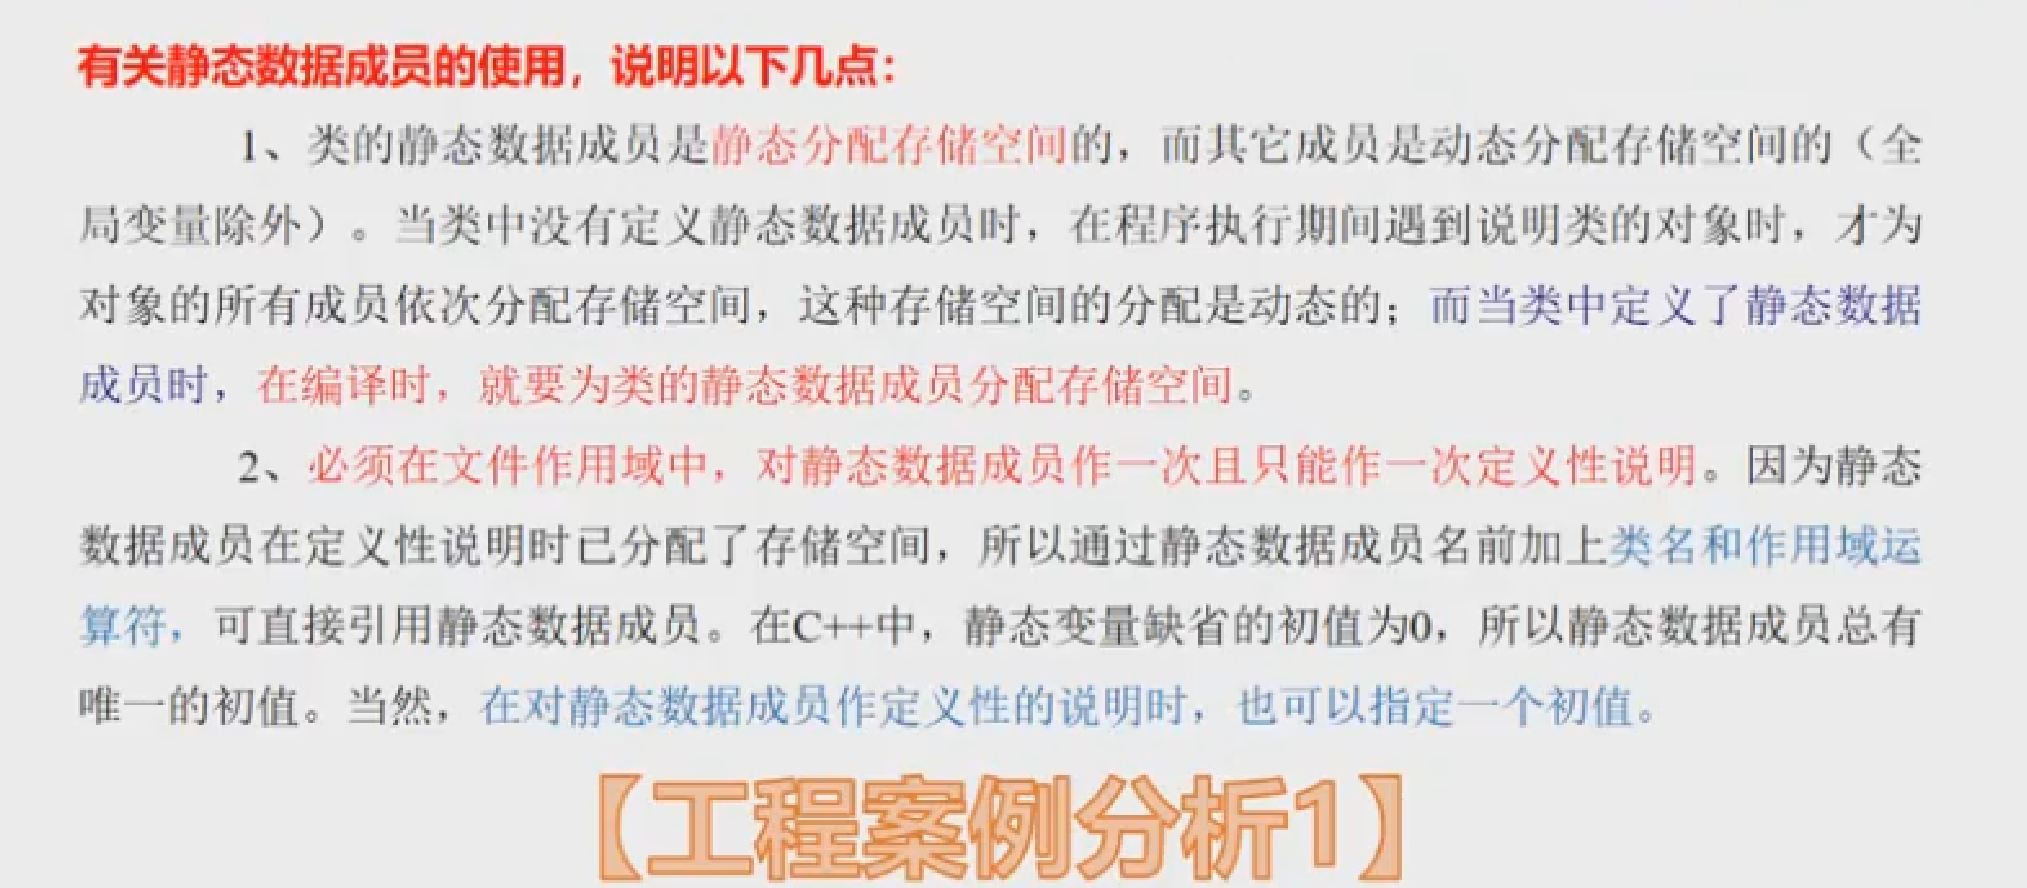 有关静态数据成员的使用，说明以下几点：
1、类的静态数据成员是静态分配存储空间的，而其它成员是动态分配存储空间的（全
局变量除外）。当类中没有定义静态数据成员时，在程序执行期间遇到说明类的对象时，才为
对象的所有成员依次分配存储空间，这种存储空间的分配是动态的；而当类中定义了静态数据
成员时，在编译时，就要为类的静态数据成员分配存储空间。
2、必须在文件作用域中，对静态数据成员作一次且只能作一次定义性说明。因为静态
数据成员在定义性说明时已分配了存储空间，所以通过静态数据成员名前加上类名和作用域运
算符，可直接引用静态数据成员。在C++中，静态变量缺省的初值为0，所以静态数据成员总有
唯一的初值。当然，在对静态数据成员作定义性的说明时，也可以指定一个初值。
【工程案例分析1】